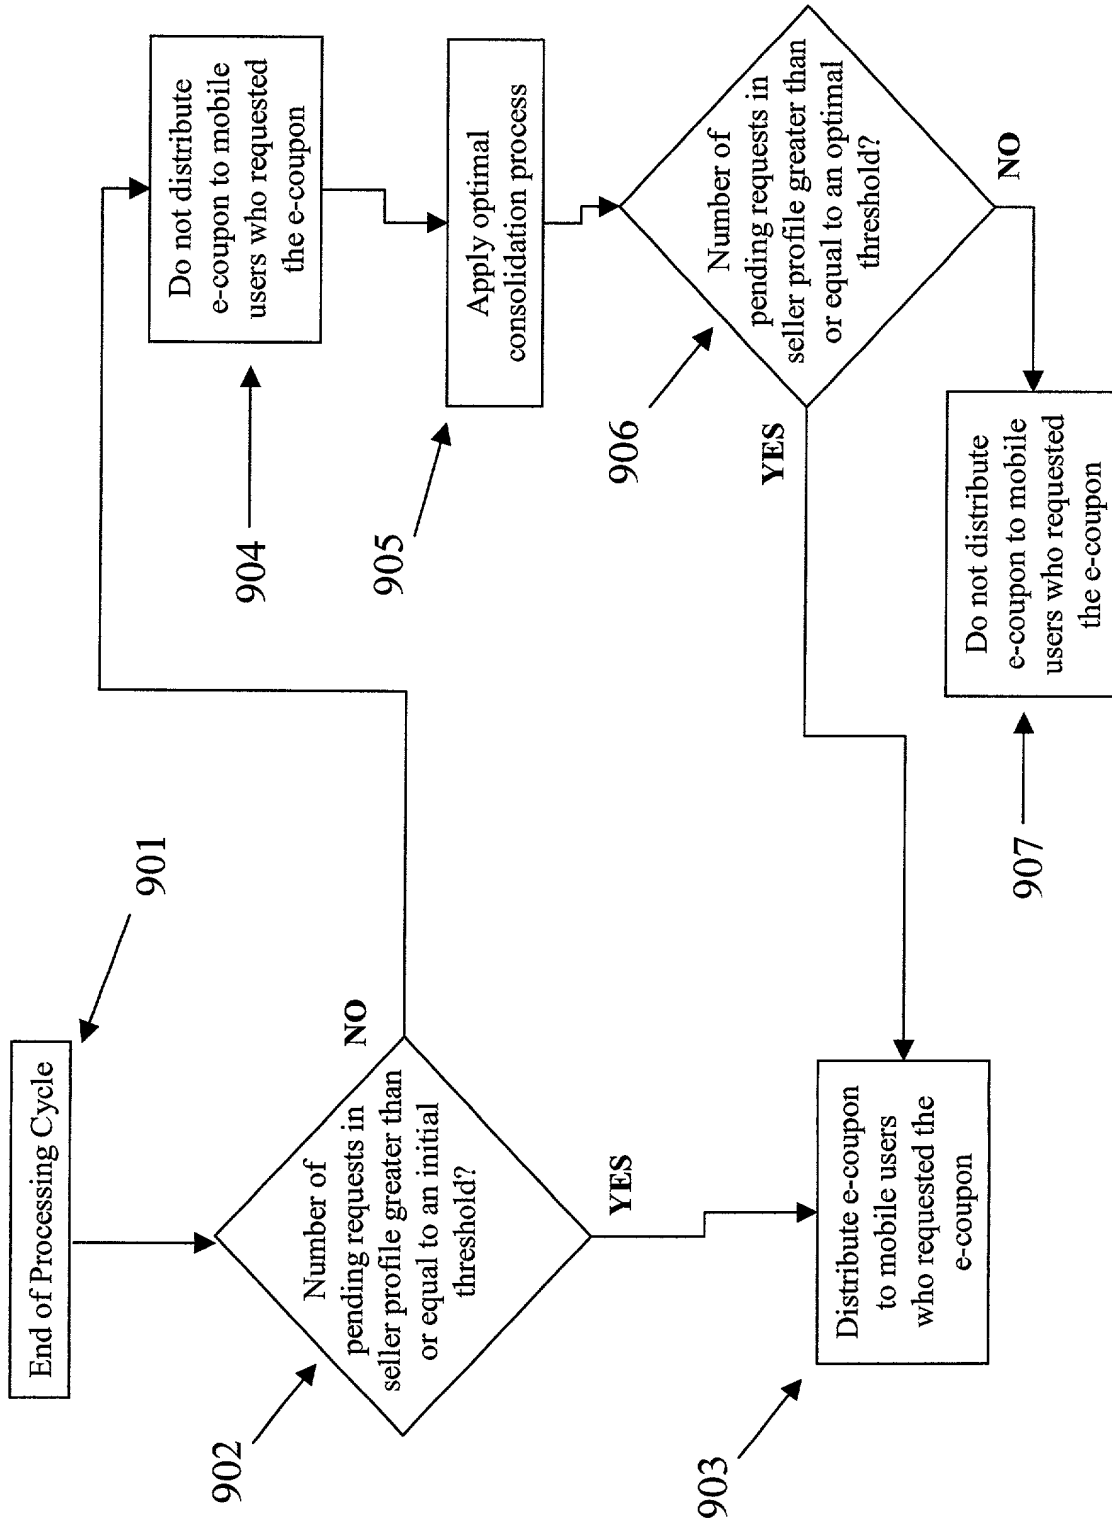 End of Processing Cycle
901
Number of
pending requests in
seller profile greater than
or equal to an initial
threshold?
902
NO
YES
Distribute e-coupon
to mobile users
who requested the
e-coupon
903
Do not distribute
e-coupon to mobile
users who requested
the e-coupon
904
Apply optimal
consolidation process
905
Number of
pending requests in
seller profile greater than
or equal to an optimal
threshold?
906
YES
NO
Do not distribute
e-coupon to mobile
users who requested
the e-coupon
907